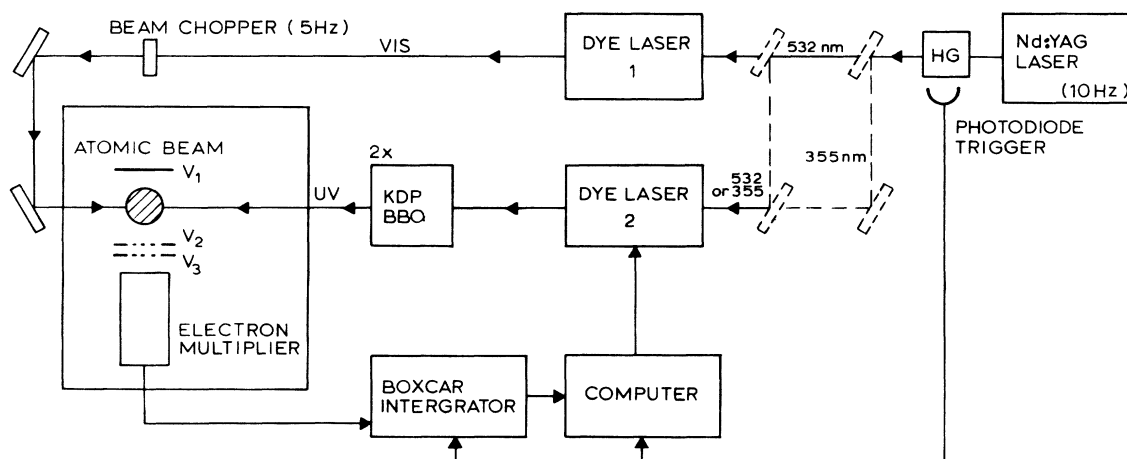 BEAM CHOPPER (5Hz)
VIS
DYE LASER
1
532 nm
HG
Nd:YAG
LASER
(10Hz)
PHOTODIODE
TRIGGER
355nm
ATOMIC BEAM
V1
UV
2x
KDP
BBO
DYE LASER
2
532
or 355
V2
V3
ELECTRON
MULTIPLIER
BOXCAR
INTERGRATOR
COMPUTER